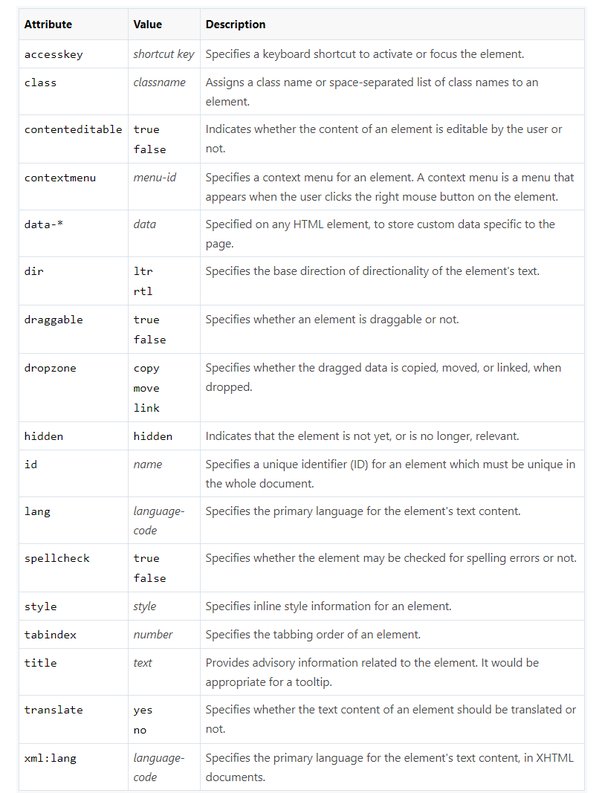 Attribute Value Description
accesskey shortcut key Specifies a keyboard shortcut to activate or focus the element.
class classname Assigns a class name or space-separated list of class names to an
element.
contenteditable true Indicates whether the content of an element is editable by the user or
false not.
contextmenu menu-id Specifies a context menu for an element. A context menu is a menu that
appears when the user clicks the right mouse button on the element.
data-* data Specified on any HTML element, to store custom data specific to the
page.
dir ltr Specifies the base direction of directionality of the element's text.
rtl
draggable true Specifies whether an element is draggable or not.
false
dropzone copy Specifies whether the dragged data is copied, moved, or linked, when
move dropped.
link
hidden hidden Indicates that the element is not yet, or is no longer, relevant.
id name Specifies a unique identifier (ID) for an element which must be unique in
the whole document.
lang language- Specifies the primary language for the element's text content.
code
spellcheck true Specifies whether the element may be checked for spelling errors or not.
false
style style Specifies inline style information for an element.
tabindex number Specifies the tabbing order of an element.
title text Provides advisory information related to the element. It would be
appropriate for a tooltip.
translate yes Specifies whether the text content of an element should be translated or
no not.
xml:lang language- Specifies the primary language for the element's text content, in XHTML
code documents.